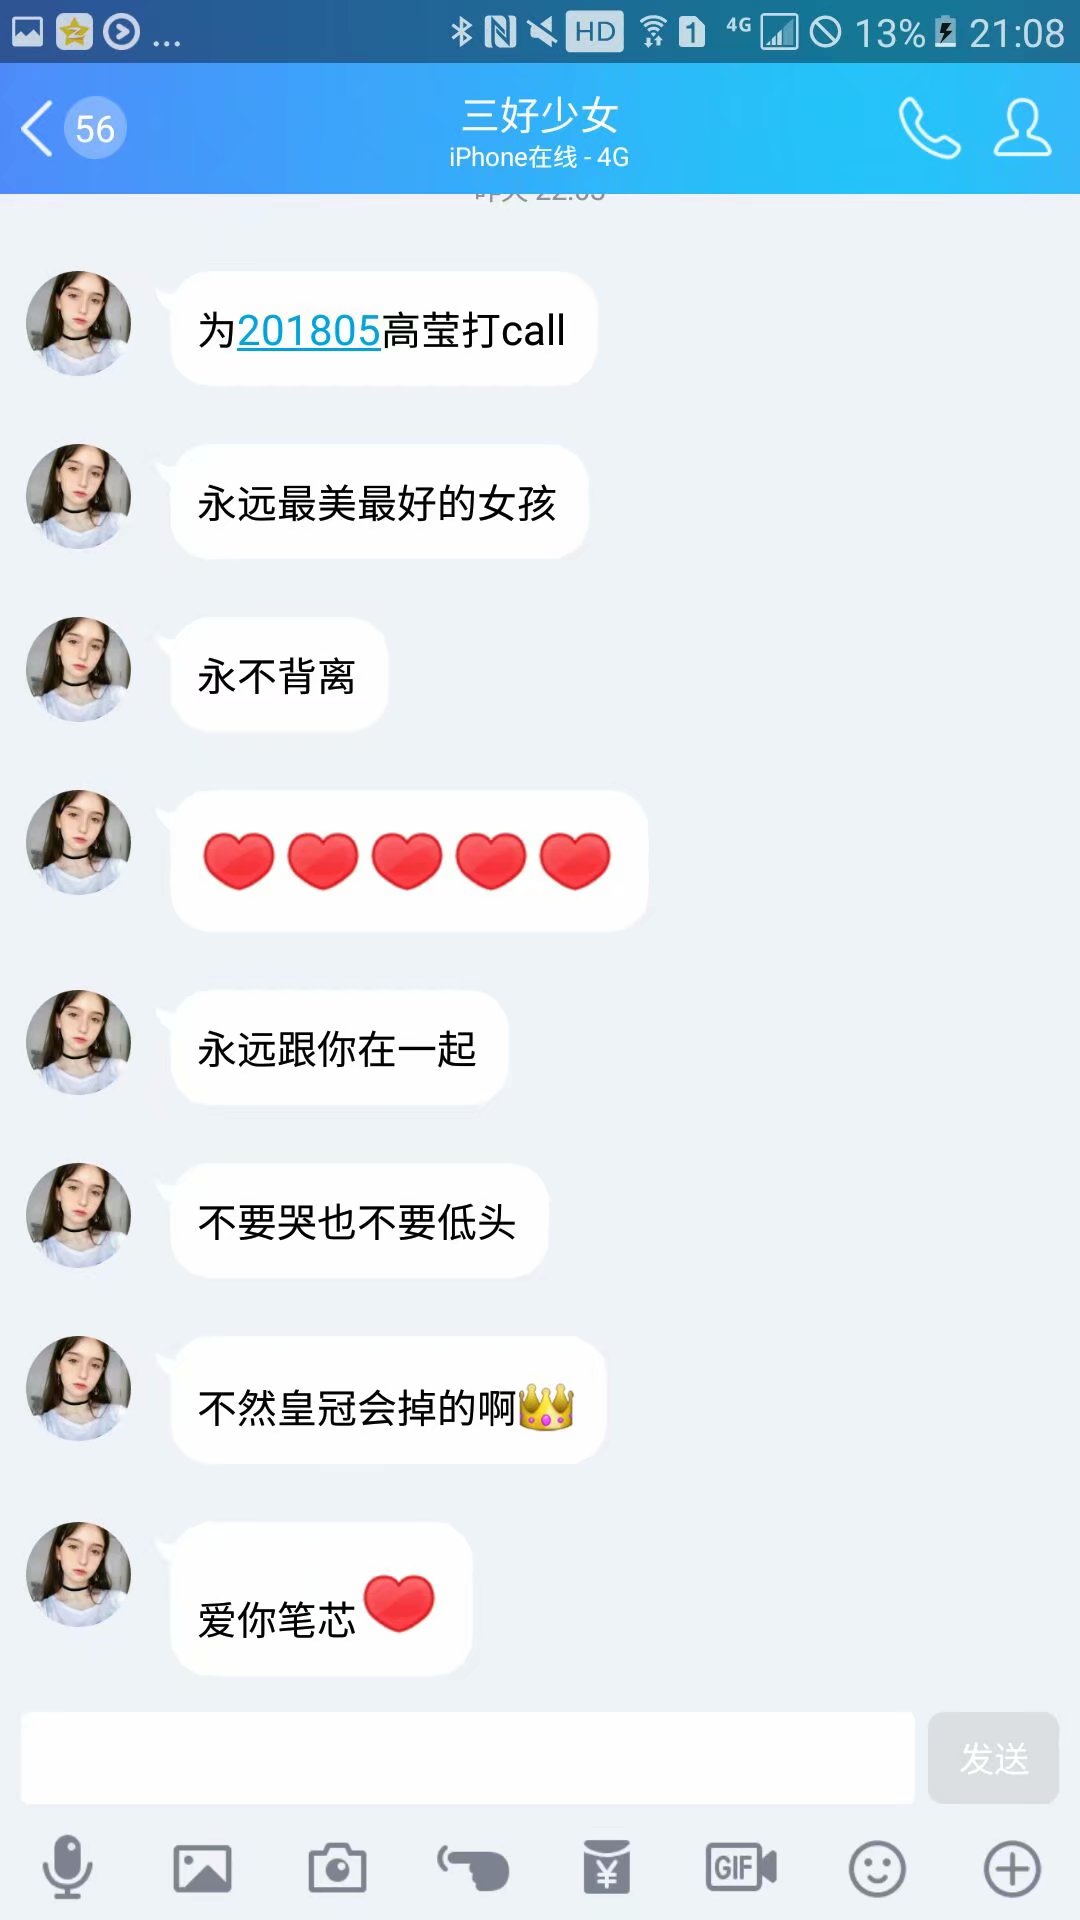 ... HD 1 4G 13% 21:08
56
三好少女
iPhone在线 - 4G
昨天 22:05
为201805高莹打call
永远最美最好的女孩
永不背离
永远跟你在一起
不要哭也不要低头
不然皇冠会掉的啊
爱你笔芯
发送
GIF